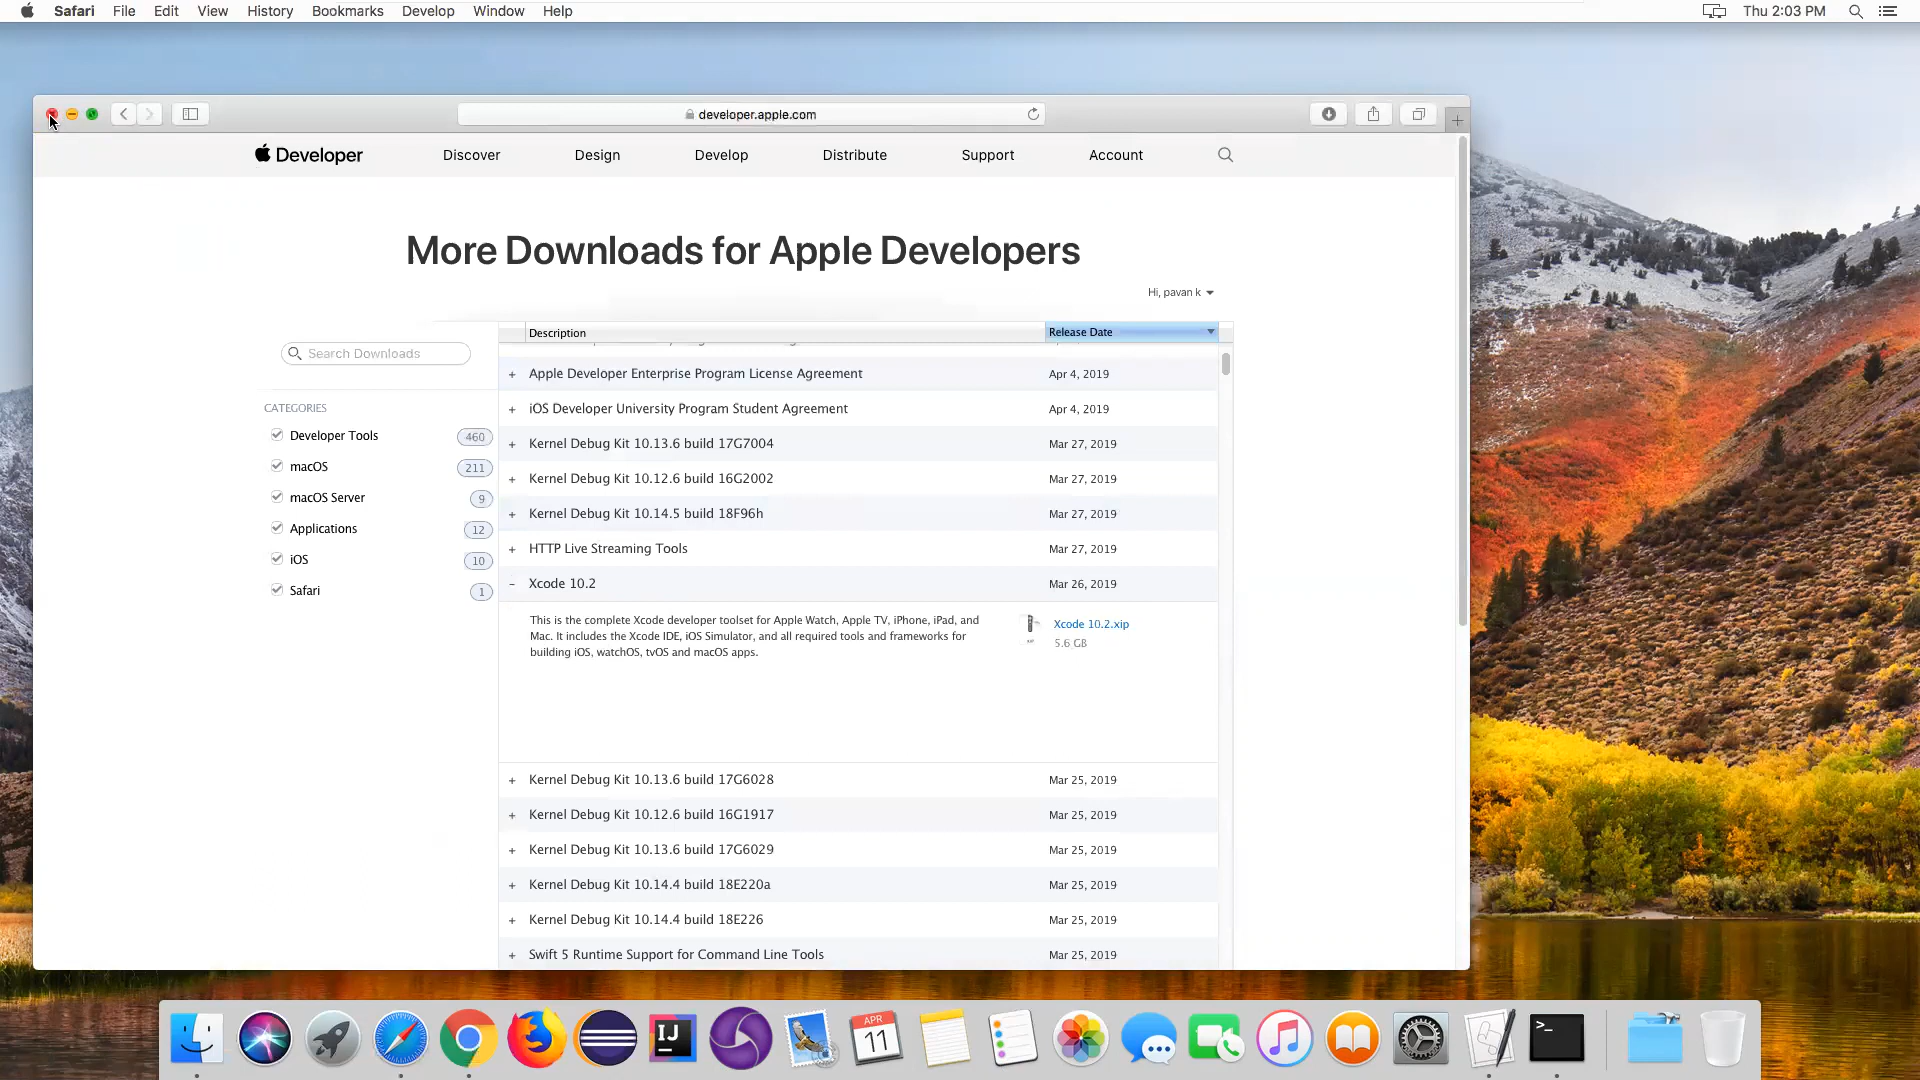 Safari File Edit View History Bookmarks Develop Window Help Thu 2:03 PM
developer.apple.com
Developer Discover Design Develop Distribute Support Account
More Downloads for Apple Developers
Hi, pavan k
Description Release Date
Search Downloads
+ Apple Developer Enterprise Program License Agreement Apr 4, 2019
CATEGORIES
+ iOS Developer University Program Student Agreement Apr 4, 2019
Developer Tools 460
+ Kernel Debug Kit 10.13.6 build 17G7004 Mar 27, 2019
macOS 211
+ Kernel Debug Kit 10.12.6 build 16G2002 Mar 27, 2019
macOS Server 9
+ Kernel Debug Kit 10.14.5 build 18F96h Mar 27, 2019
Applications 12
+ HTTP Live Streaming Tools Mar 27, 2019
iOS 10
– Xcode 10.2 Mar 26, 2019
Safari 1
This is the complete Xcode developer toolset for Apple Watch, Apple TV, iPhone, iPad, and
Mac. It includes the Xcode IDE, iOS Simulator, and all required tools and frameworks for
building iOS, watchOS, tvOS and macOS apps.
Xcode 10.2.xip
5.6 GB
+ Kernel Debug Kit 10.13.6 build 17G6028 Mar 25, 2019
+ Kernel Debug Kit 10.12.6 build 16G1917 Mar 25, 2019
+ Kernel Debug Kit 10.13.6 build 17G6029 Mar 25, 2019
+ Kernel Debug Kit 10.14.4 build 18E220a Mar 25, 2019
+ Kernel Debug Kit 10.14.4 build 18E226 Mar 25, 2019
+ Swift 5 Runtime Support for Command Line Tools Mar 25, 2019
IJ
APR
11
>_